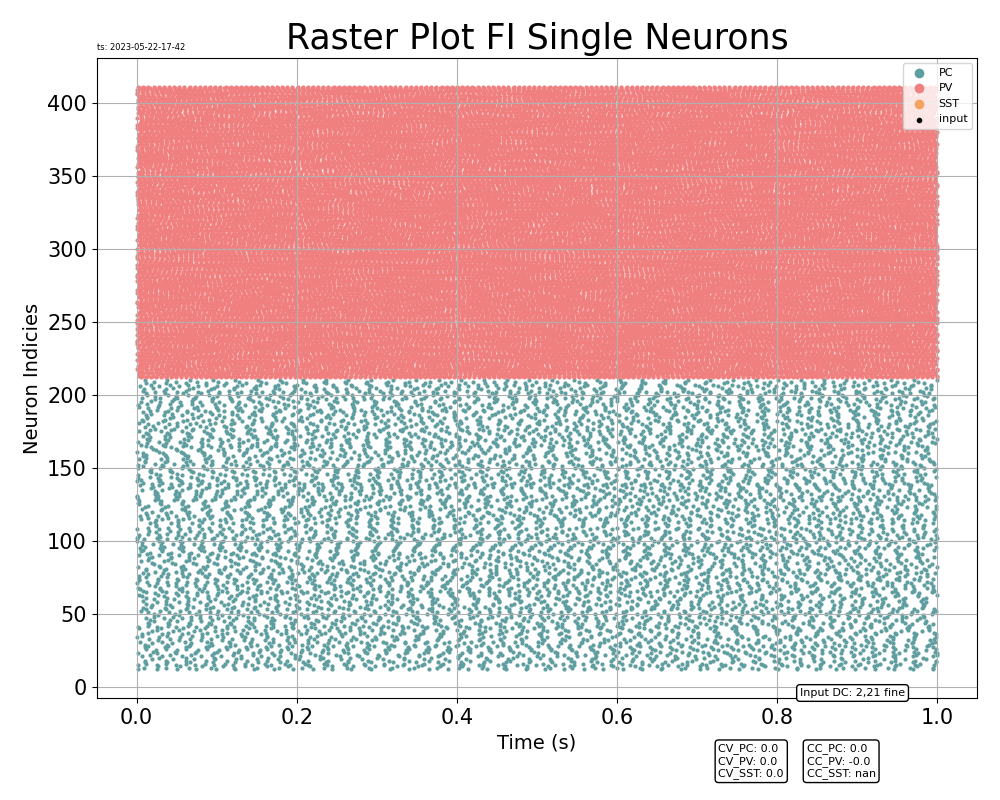 Raster Plot FI Single Neurons
ts: 2023-05-22-17-42
PC
PV
SST
input
400
350
300
250
200
150
100
50
0
Neuron Indicies
Input DC: 2,21 fine
0.0 0.2 0.4 0.6 0.8 1.0
Time (s)
CV_PC: 0.0
CV_PV: 0.0
CV_SST: 0.0
CC_PC: 0.0
CC_PV: -0.0
CC_SST: nan